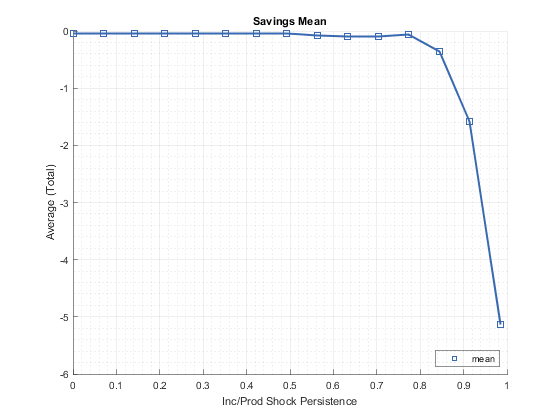 Savings Mean
0
-1
-2
-3
-4
-5
-6
Average (Total)
0 0.1 0.2 0.3 0.4 0.5 0.6 0.7 0.8 0.9 1
Inc/Prod Shock Persistence
mean